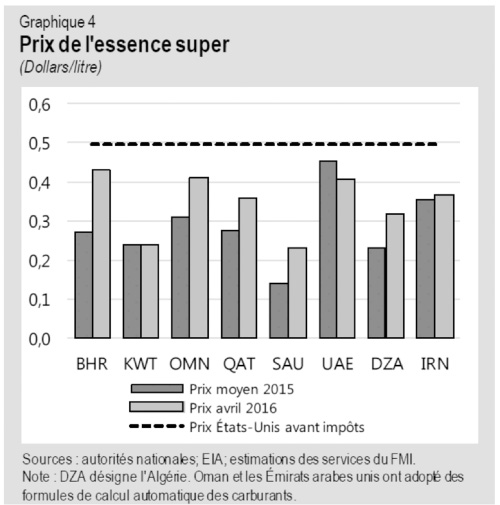 Graphique 4
Prix de l'essence super
(Dollars/litre)
0,6
0,5
0,4
0,3
0,2
0,1
0,0
BHR KWT OMN QAT SAU UAE DZA IRN
Prix moyen 2015
Prix avril 2016
Prix États-Unis avant impôts
Sources : autorités nationales; EIA; estimations des services du FMI.
Note : DZA désigne l'Algérie. Oman et les Émirats arabes unis ont adopté des
formules de calcul automatique des carburants.